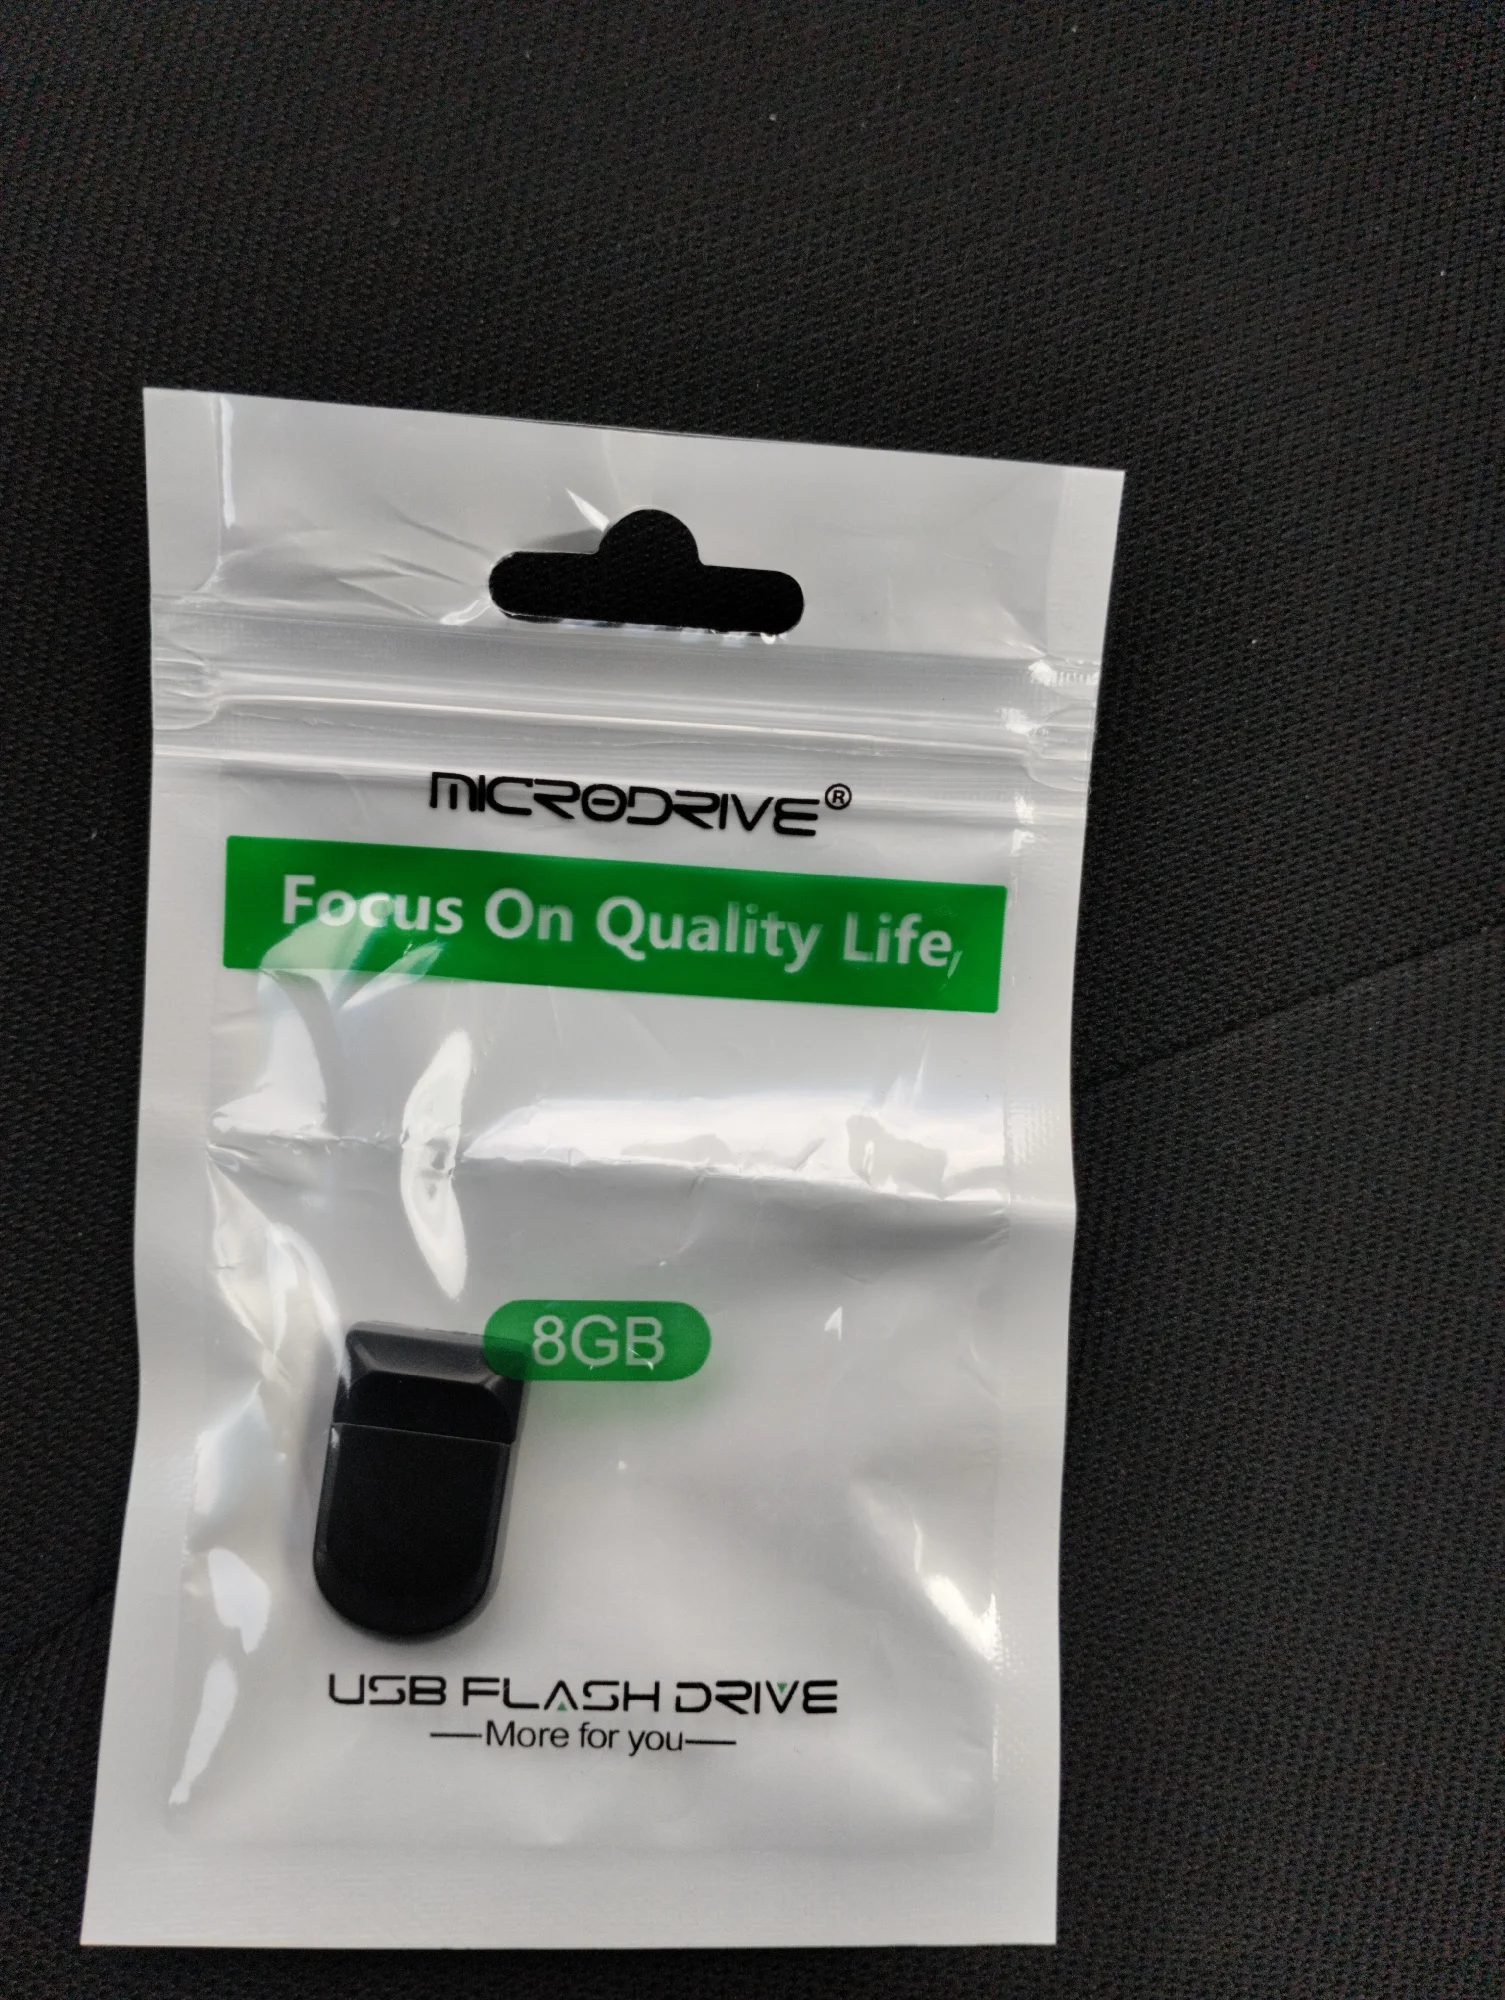 MICRODRIVE®
Focus On Quality Life,
8GB
USB FLASH DRIVE
—More for you—